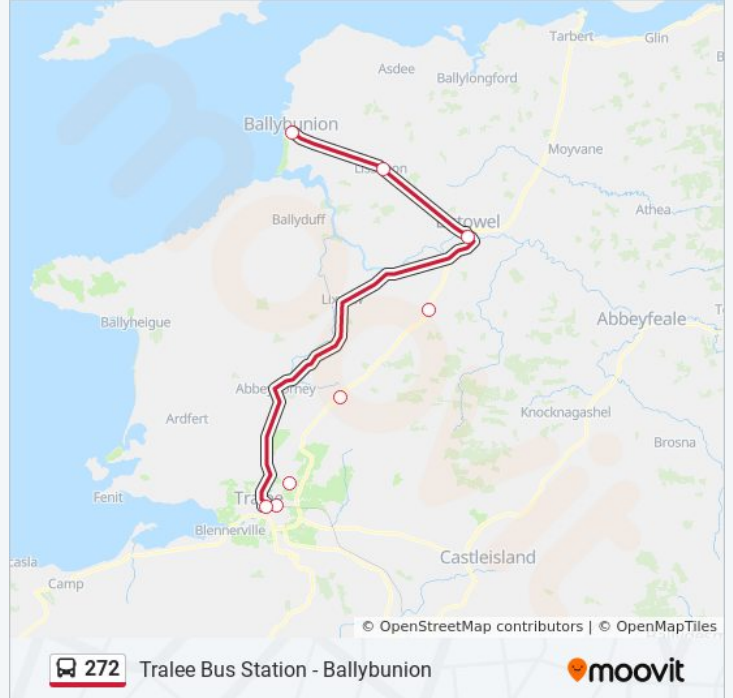 Tarbert
Glin
Asdee
Ballylongford
Ballybunion
Moyvane
Athea
Ballyduff
Abbeyfeale
Ballyheigue
Knocknagashel
Ardfert
Brosna
Fenit
Blennerville
Castleisland
Camp
© OpenStreetMap contributors | © OpenMapTiles
272 Tralee Bus Station - Ballybunion
moovit